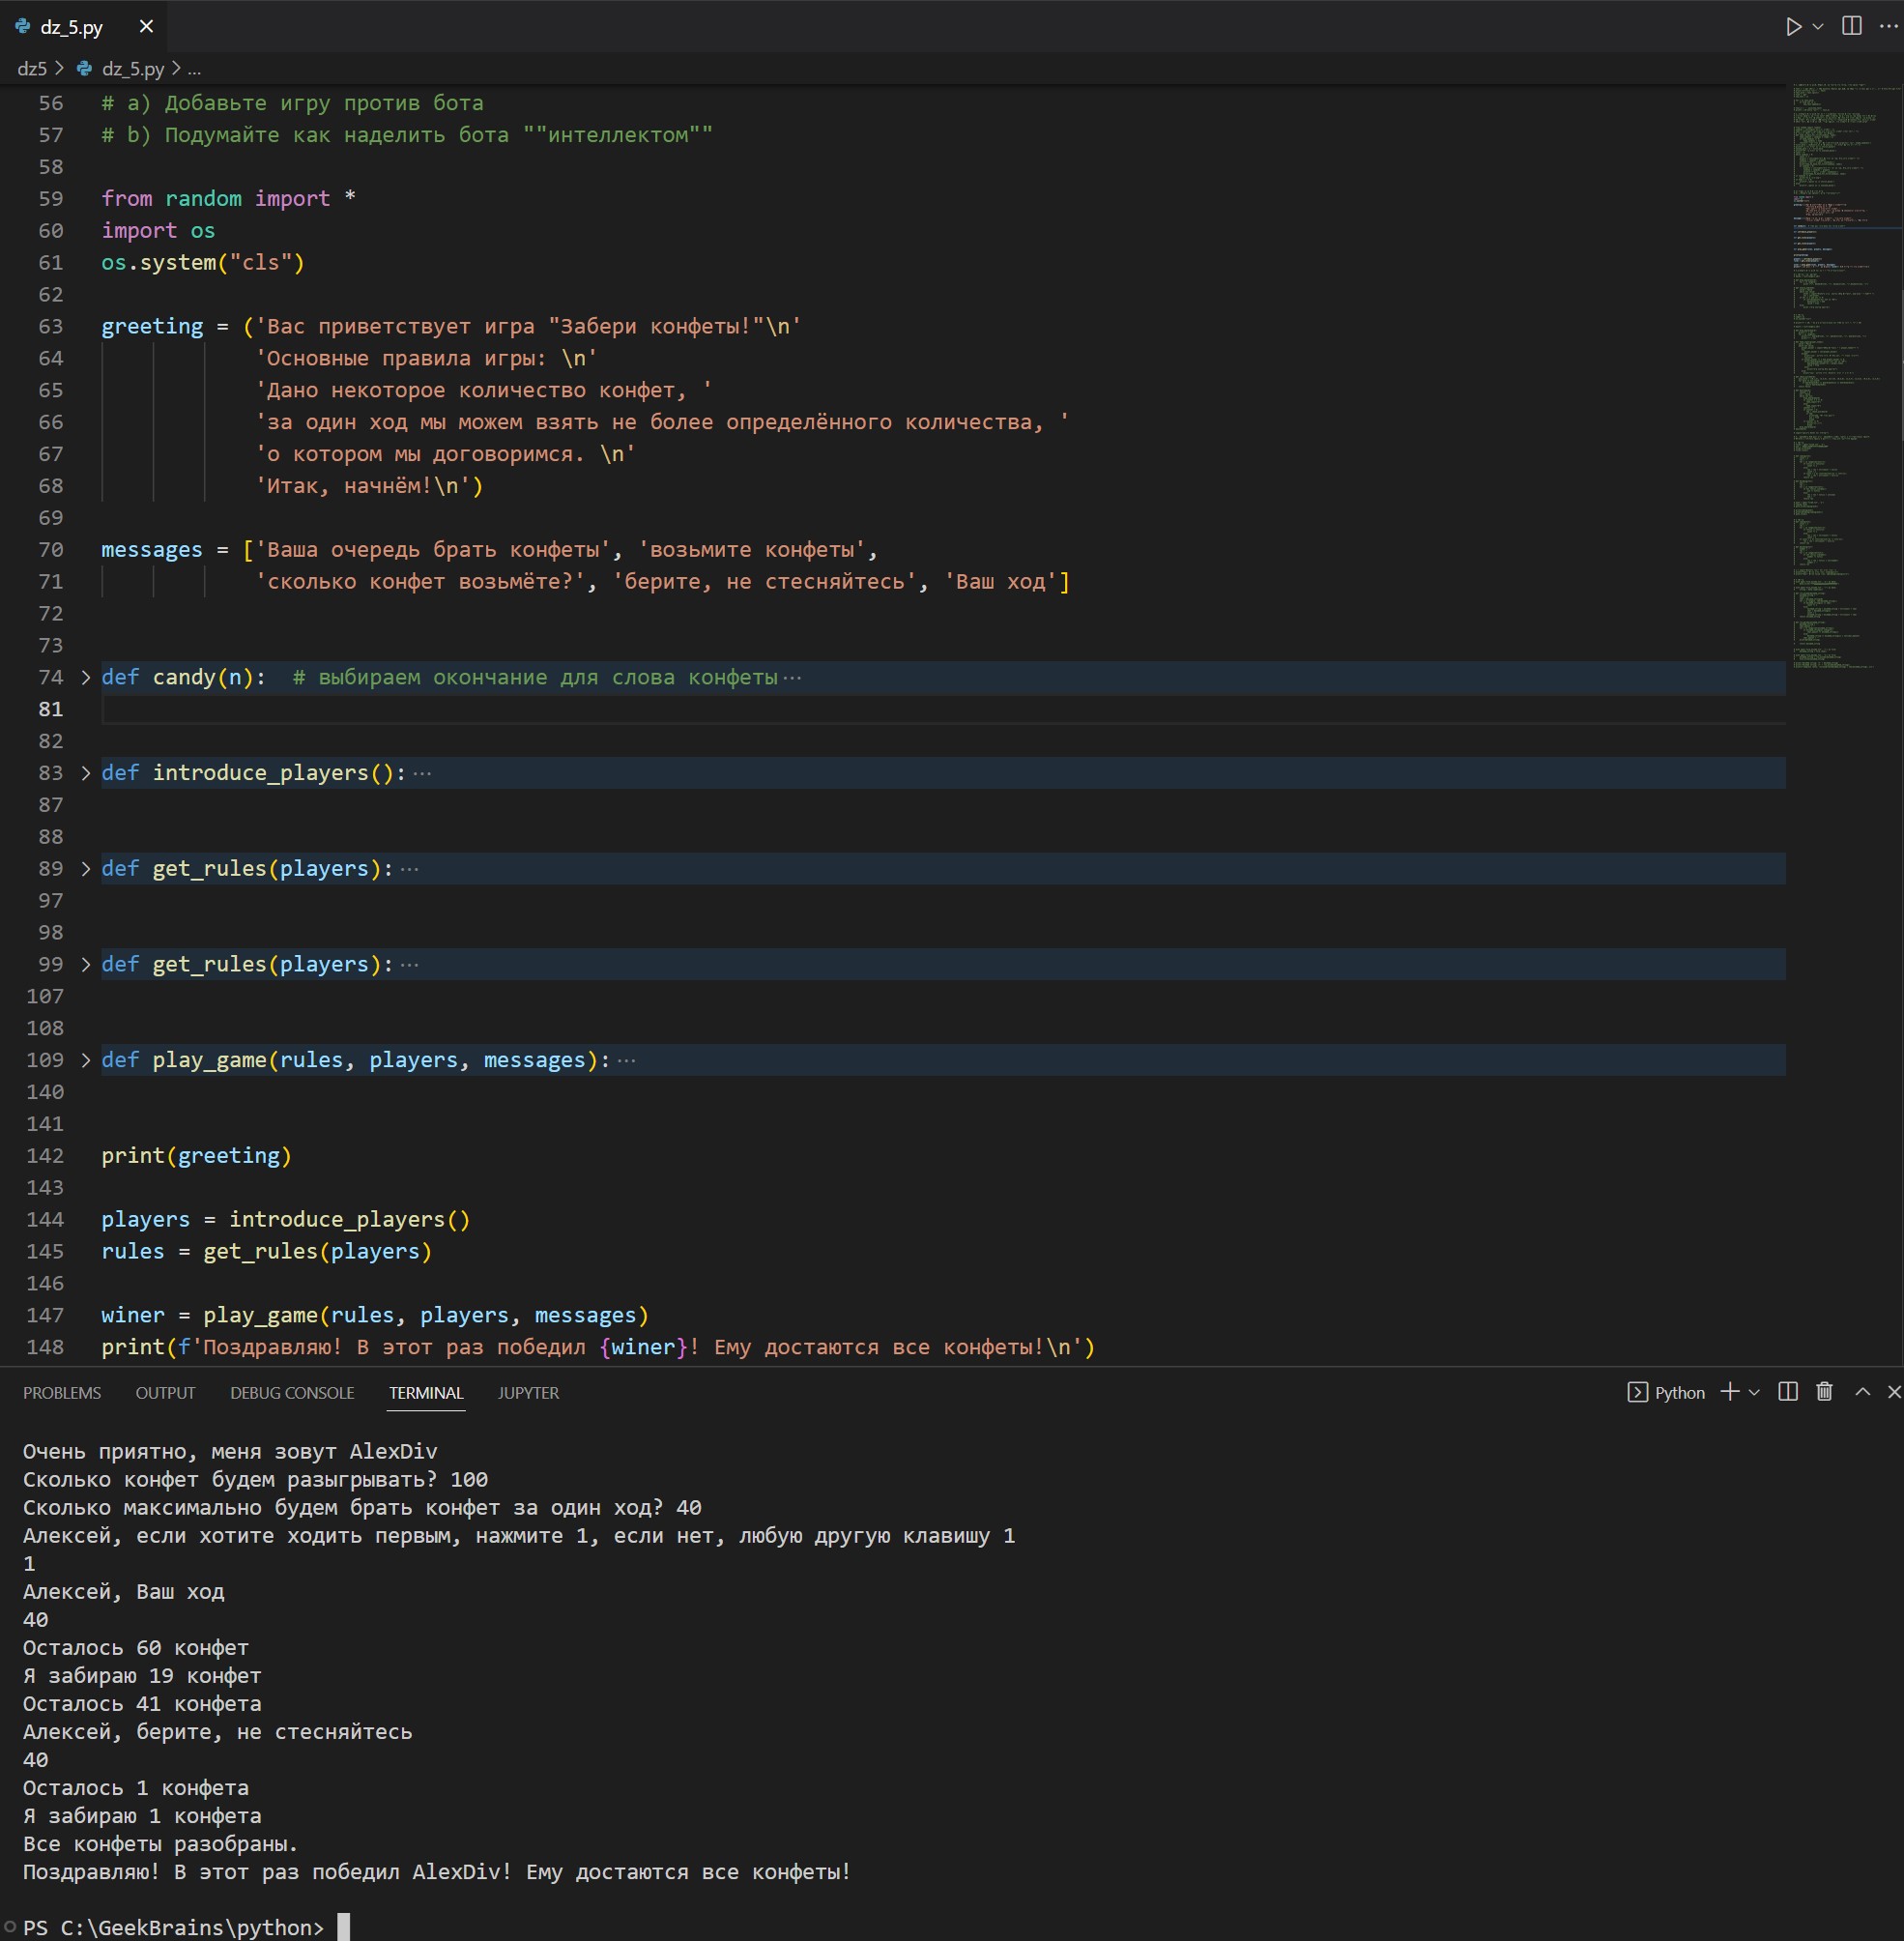 dz_5.py
dz5 > dz_5.py > ...
56 # a) Добавьте игру против бота
57 # b) Подумайте как наделить бота ""интеллектом""
58
59 from random import *
60 import os
61 os.system("cls")
62
63 greeting = ('Вас приветствует игра "Забери конфеты!"\n'
64 'Основные правила игры: \n'
65 'Дано некоторое количество конфет, '
66 'за один ход мы можем взять не более определённого количества, '
67 'о котором мы договоримся. \n'
68 'Итак, начнём!\n')
69
70 messages = ['Ваша очередь брать конфеты', 'возьмите конфеты',
71 'сколько конфет возьмёте?', 'берите, не стесняйтесь', 'Ваш ход']
72
73
74 > def candy(n):  # выбираем окончание для слова конфеты···
81
82
83 > def introduce_players():···
87
88
89 > def get_rules(players):···
97
98
99 > def get_rules(players):···
107
108
109 > def play_game(rules, players, messages):···
140
141
142 print(greeting)
143
144 players = introduce_players()
145 rules = get_rules(players)
146
147 winer = play_game(rules, players, messages)
148 print(f'Поздравляю! В этот раз победил {winer}! Ему достаются все конфеты!\n')
PROBLEMS OUTPUT DEBUG CONSOLE TERMINAL JUPYTER Python
Очень приятно, меня зовут AlexDiv
Сколько конфет будем разыгрывать? 100
Сколько максимально будем брать конфет за один ход? 40
Алексей, если хотите ходить первым, нажмите 1, если нет, любую другую клавишу 1
1
Алексей, Ваш ход
40
Осталось 60 конфет
Я забираю 19 конфет
Осталось 41 конфета
Алексей, берите, не стесняйтесь
40
Осталось 1 конфета
Я забираю 1 конфета
Все конфеты разобраны.
Поздравляю! В этот раз победил AlexDiv! Ему достаются все конфеты!
PS C:\GeekBrains\python>